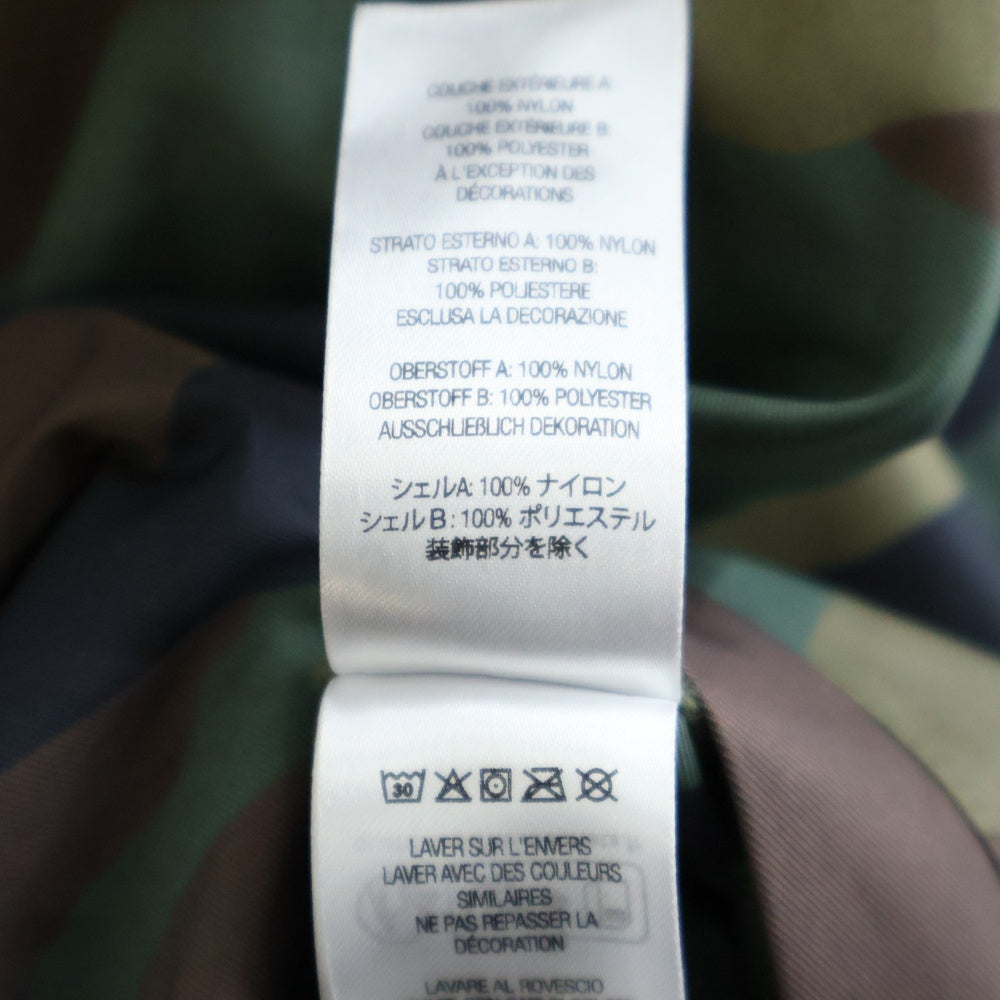 COUCHE EXTÉRIEURE A:
100% NYLON
COUCHE EXTÉRIEURE B:
100% POLYESTER
À L'EXCEPTION DES
DÉCORATIONS
STRATO ESTERNO A: 100% NYLON
STRATO ESTERNO B:
100% POLIESTERE
ESCLUSA LA DECORAZIONE
OBERSTOFF A: 100% NYLON
OBERSTOFF B: 100% POLYESTER
AUSSCHLIEßLICH DEKORATION
シェルA: 100% ナイロン
シェルB: 100% ポリエステル
装飾部分を除く
30
LAVER SUR L'ENVERS
LAVER AVEC DES COULEURS
SIMILAIRES
NE PAS REPASSER LA
DÉCORATION
LAVARE AL ROVESCIO